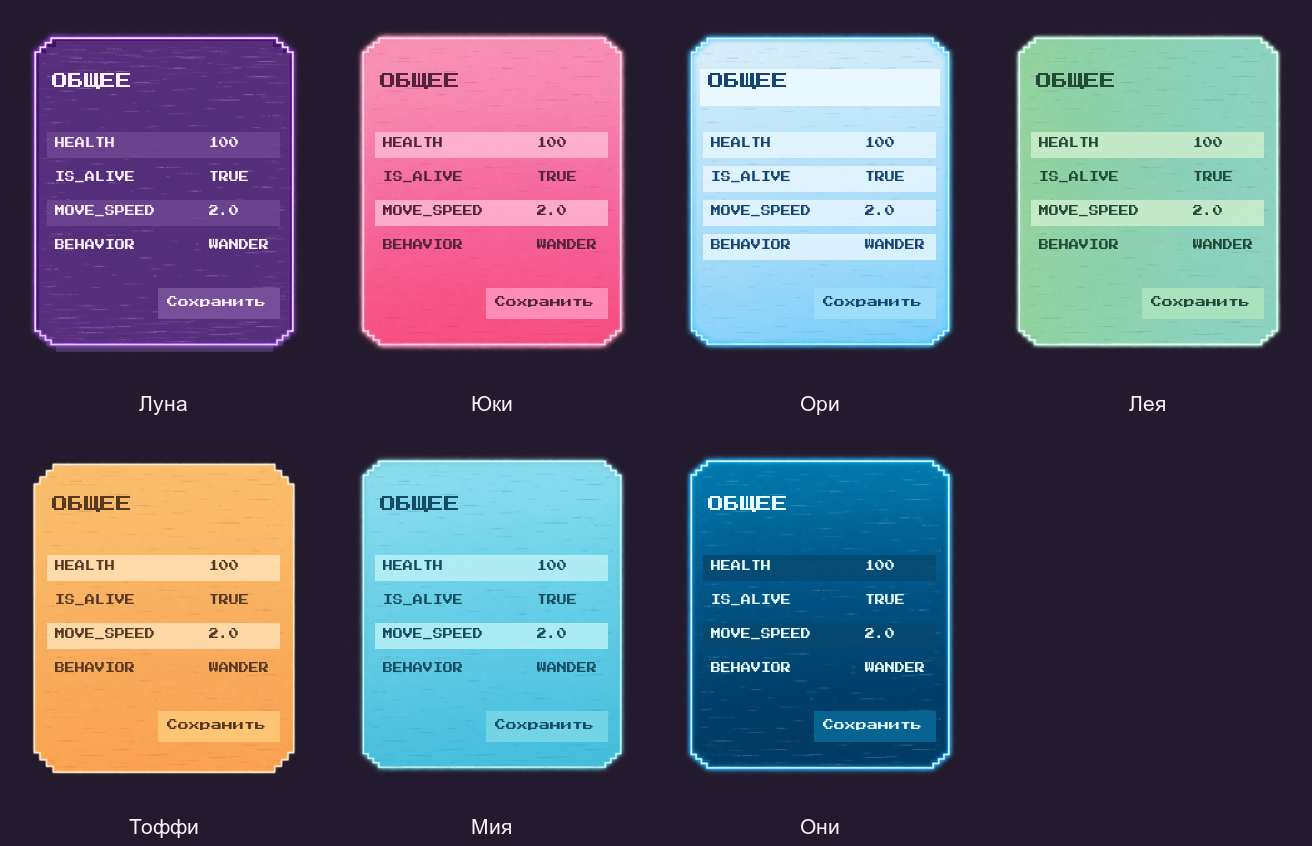 ОБЩЕЕ
HEALTH 100
IS_ALIVE TRUE
MOVE_SPEED 2.0
BEHAVIOR WANDER
Сохранить
Луна
ОБЩЕЕ
HEALTH 100
IS_ALIVE TRUE
MOVE_SPEED 2.0
BEHAVIOR WANDER
Сохранить
Юки
ОБЩЕЕ
HEALTH 100
IS_ALIVE TRUE
MOVE_SPEED 2.0
BEHAVIOR WANDER
Сохранить
Ори
ОБЩЕЕ
HEALTH 100
IS_ALIVE TRUE
MOVE_SPEED 2.0
BEHAVIOR WANDER
Сохранить
Лея
ОБЩЕЕ
HEALTH 100
IS_ALIVE TRUE
MOVE_SPEED 2.0
BEHAVIOR WANDER
Сохранить
Тоффи
ОБЩЕЕ
HEALTH 100
IS_ALIVE TRUE
MOVE_SPEED 2.0
BEHAVIOR WANDER
Сохранить
Мия
ОБЩЕЕ
HEALTH 100
IS_ALIVE TRUE
MOVE_SPEED 2.0
BEHAVIOR WANDER
Сохранить
Они